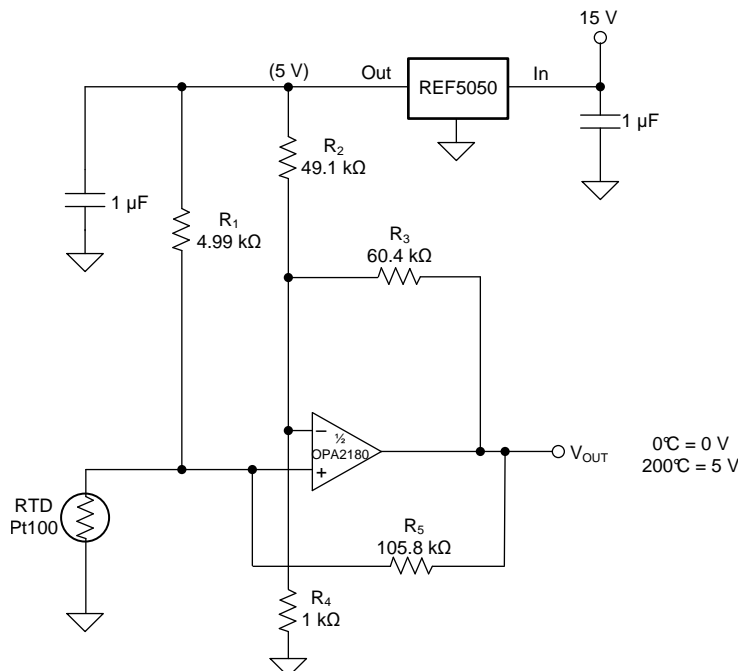 15 V
(5 V)
Out
REF5050
In
1 µF
R2
49.1 kΩ
1 µF
R1
4.99 kΩ
R3
60.4 kΩ
½
OPA2180
−
+
VOUT
0°C = 0 V
200°C = 5 V
RTD
Pt100
R5
105.8 kΩ
R4
1 kΩ